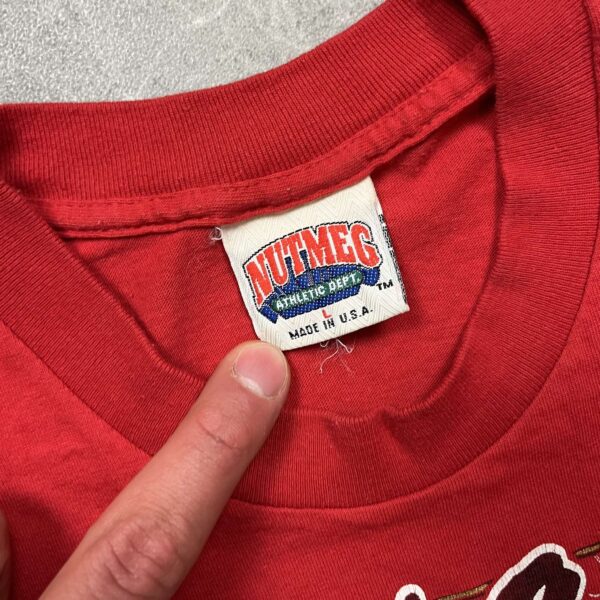 NUTMEG
ATHLETIC DEPT.
TM
L
MADE IN U.S.A.